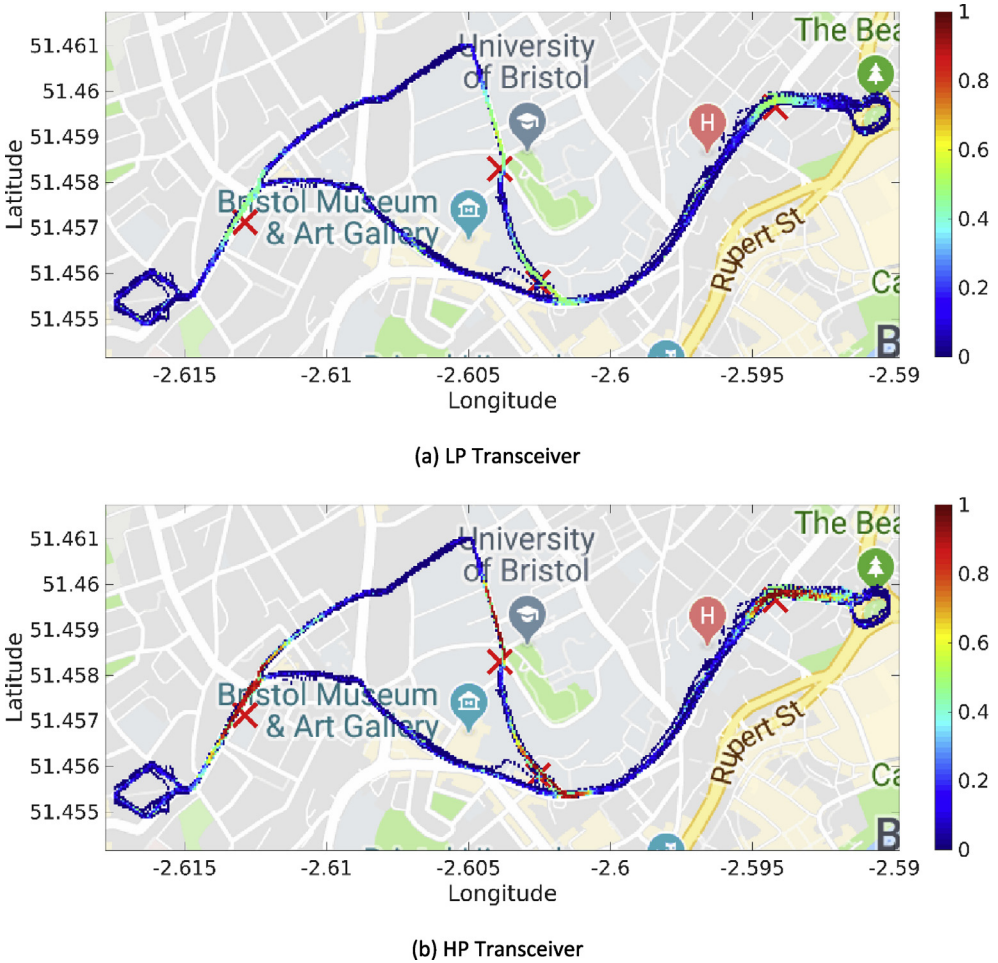 The Bea
51.461
University
of Bristol
51.46
51.459
H
51.458
Bristol Museum
& Art Gallery
51.457
51.456
51.455
Rupert St
Ca
B
Latitude
-2.615
-2.61
-2.605
-2.6
-2.595
-2.59
Longitude
1
0.8
0.6
0.4
0.2
0
(a) LP Transceiver
The Bea
51.461
University
of Bristol
51.46
51.459
H
51.458
Bristol Museum
& Art Gallery
51.457
51.456
51.455
Rupert St
Ca
B
Latitude
-2.615
-2.61
-2.605
-2.6
-2.595
-2.59
Longitude
1
0.8
0.6
0.4
0.2
0
(b) HP Transceiver